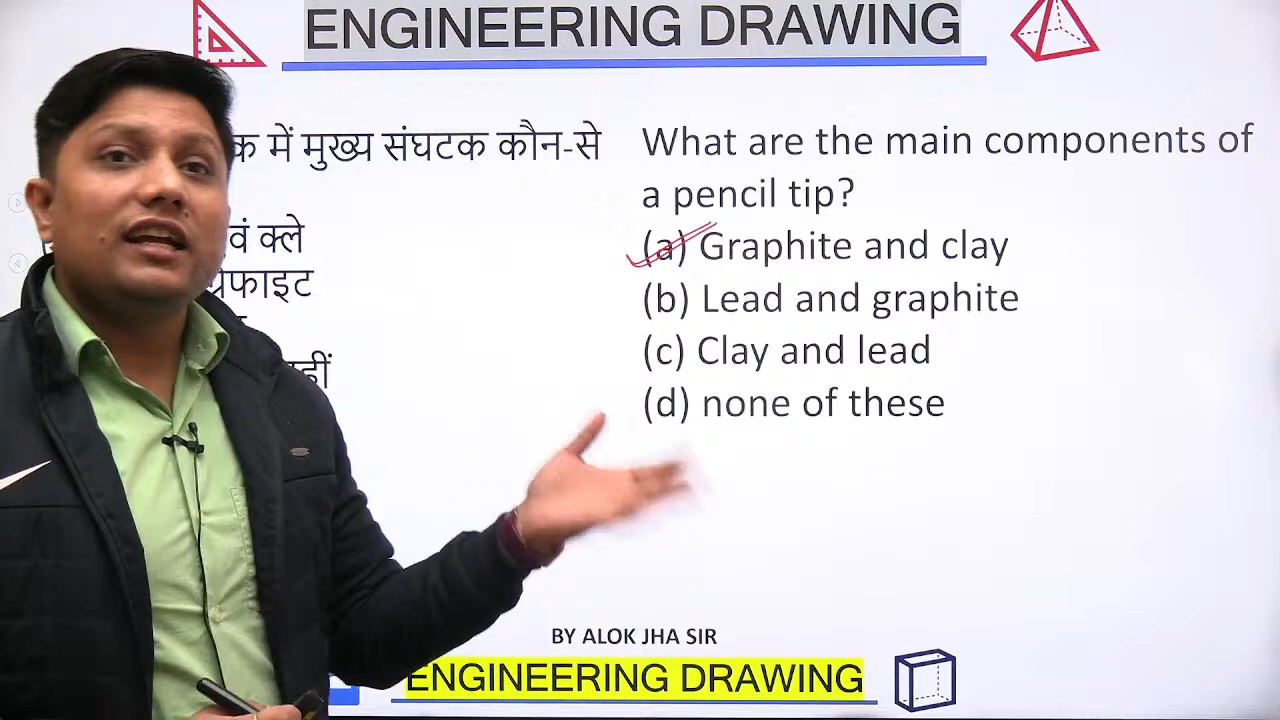 ENGINEERING DRAWING
में मुख्य संघटक कौन-से
क्ले
What are the main components of
a pencil tip?
(a) Graphite and clay
(b) Lead and graphite
(c) Clay and lead
(d) none of these
BY ALOK JHA SIR
ENGINEERING DRAWING